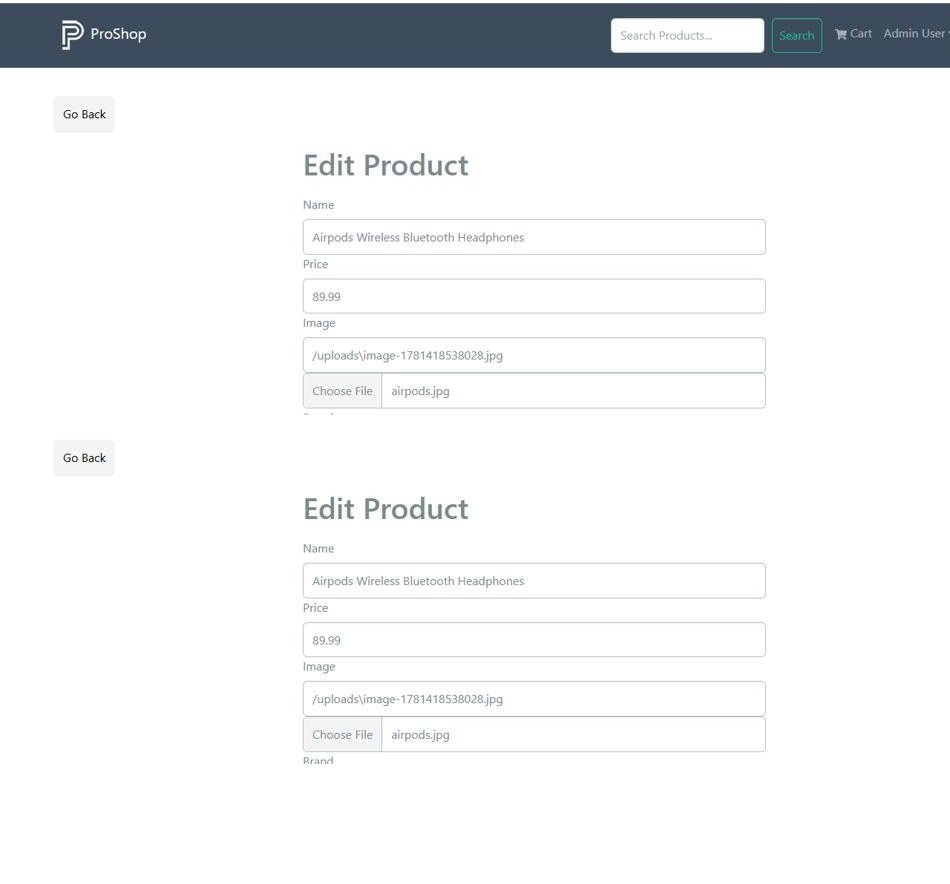 ProShop Search Products... Search Cart Admin User
Go Back
Edit Product
Name
Airpods Wireless Bluetooth Headphones
Price
89.99
Image
/uploads\image-1781418538028.jpg
Choose File airpods.jpg
Go Back
Edit Product
Name
Airpods Wireless Bluetooth Headphones
Price
89.99
Image
/uploads\image-1781418538028.jpg
Choose File airpods.jpg
Brand